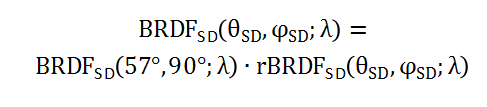 BRDF_SD(θ_SD, φ_SD; λ) =
BRDF_SD(57°, 90°; λ) · rBRDF_SD(θ_SD, φ_SD; λ)